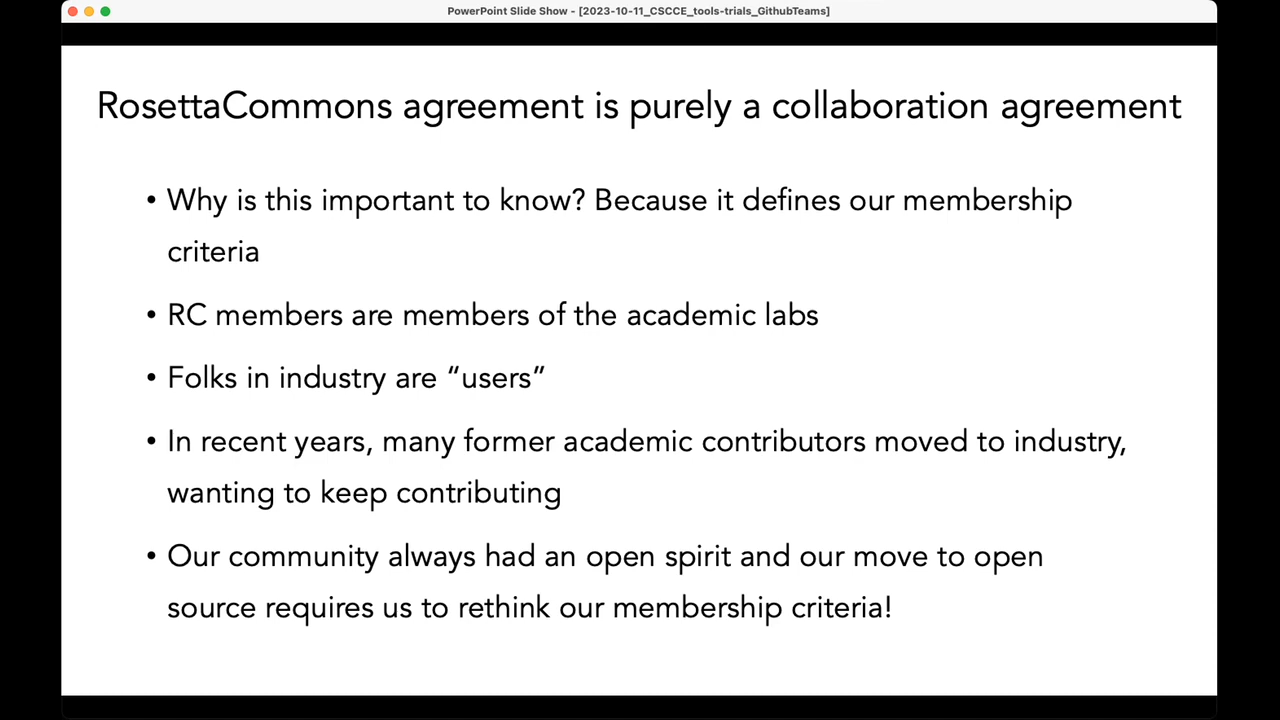 PowerPoint Slide Show - [2023-10-11_CSCCE_tools-trials_GithubTeams]
RosettaCommons agreement is purely a collaboration agreement
• Why is this important to know? Because it defines our membership
criteria
• RC members are members of the academic labs
• Folks in industry are “users”
• In recent years, many former academic contributors moved to industry,
wanting to keep contributing
• Our community always had an open spirit and our move to open
source requires us to rethink our membership criteria!